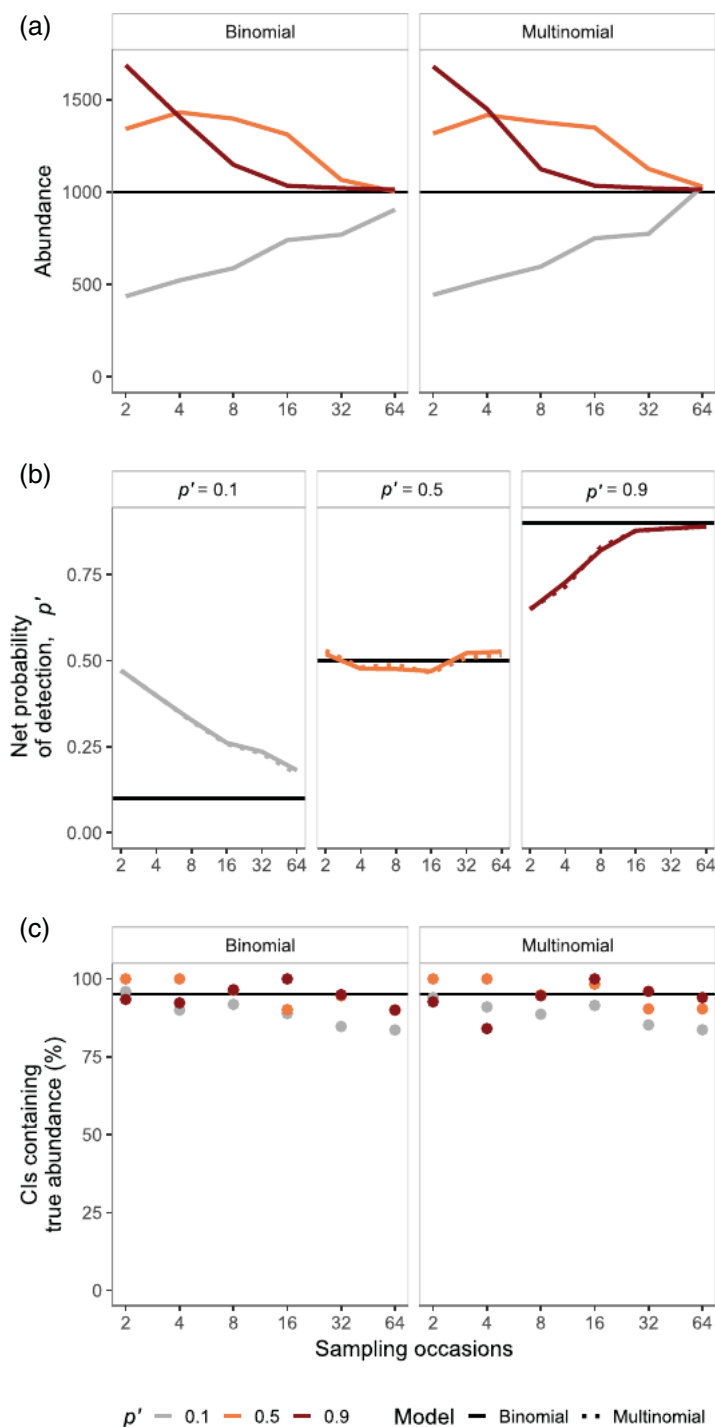 (a)
Binomial
Multinomial
Abundance
1500
1000
500
0
2 4 8 16 32 64
2 4 8 16 32 64
(b)
p' = 0.1
p' = 0.5
p' = 0.9
Net probability
of detection, p'
0.75
0.50
0.25
0.00
2 4 8 16 32 64
2 4 8 16 32 64
2 4 8 16 32 64
(c)
Binomial
Multinomial
CIs containing
true abundance (%)
100
75
50
25
0
2 4 8 16 32 64
2 4 8 16 32 64
Sampling occasions
p' 0.1 0.5 0.9 Model Binomial Multinomial